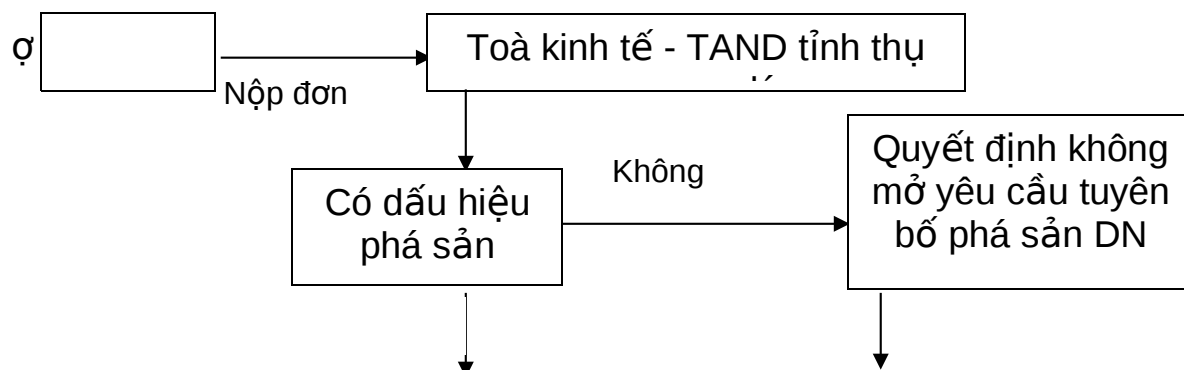 ợ
Toà kinh tế - TAND tỉnh thụ
Nộp đơn
Không
Quyết định không
mở yêu cầu tuyên
bố phá sản DN
Có dấu hiệu
phá sản